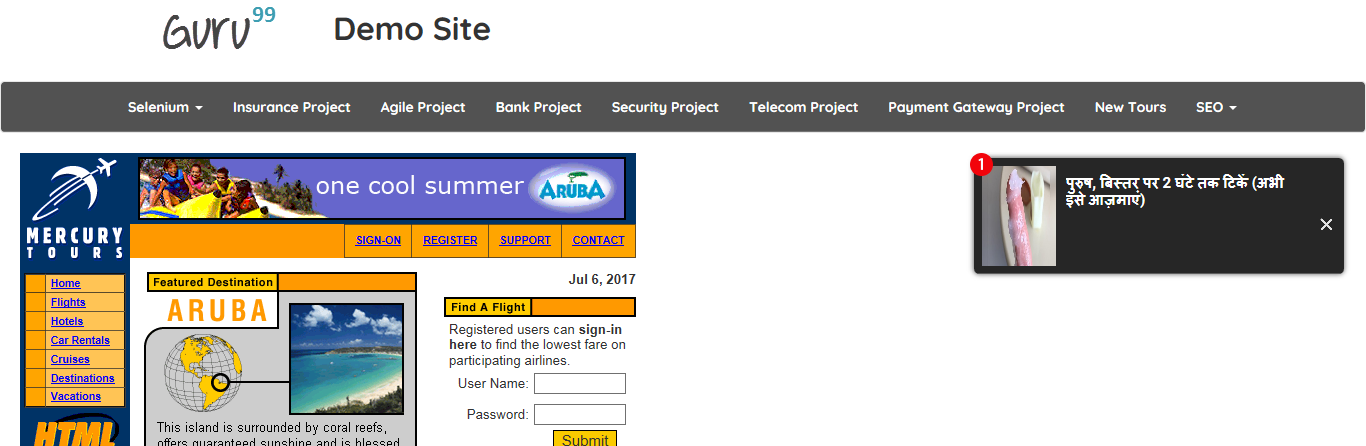 Guru99 Demo Site
Selenium Insurance Project Agile Project Bank Project Security Project Telecom Project Payment Gateway Project New Tours SEO
one cool summer ARUBA
MERCURY
TOURS
SIGN-ON REGISTER SUPPORT CONTACT
1
पुरुष, बिस्तर पर 2 घंटे तक टिकें (अभी
इसे आज़माएं)
Home
Flights
Hotels
Car Rentals
Cruises
Destinations
Vacations
HTML
Featured Destination
ARUBA
This island is surrounded by coral reefs,
offers guaranteed sunshine and is blessed
Jul 6, 2017
Find A Flight
Registered users can sign-in
here to find the lowest fare on
participating airlines.
User Name:
Password:
Submit